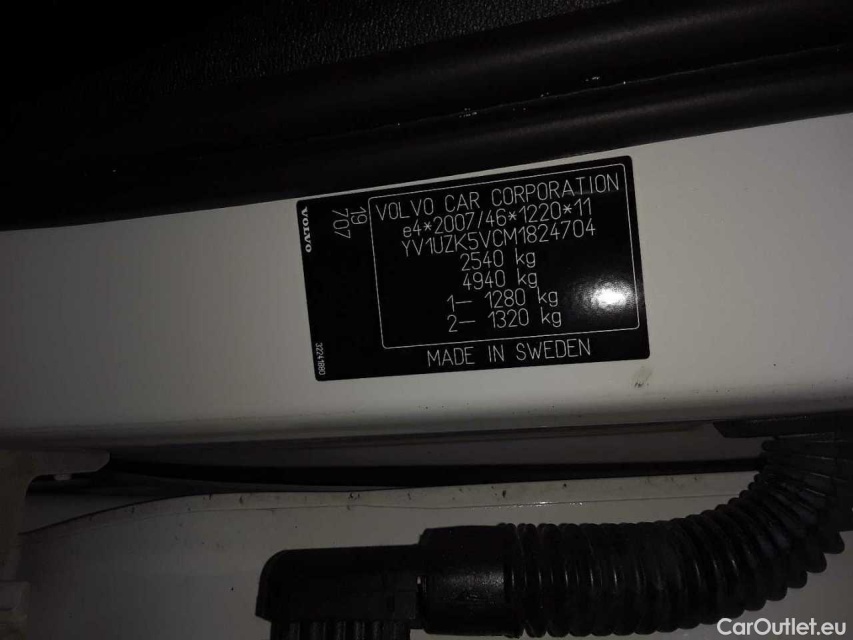 VOLVO
19
707
VOLVO CAR CORPORATION
e4*2007/46*1220*11
YV1UZK5VCM1824704
2540 kg
4940 kg
1— 1280 kg
2— 1320 kg
MADE IN SWEDEN
32241980
CarOutlet.eu